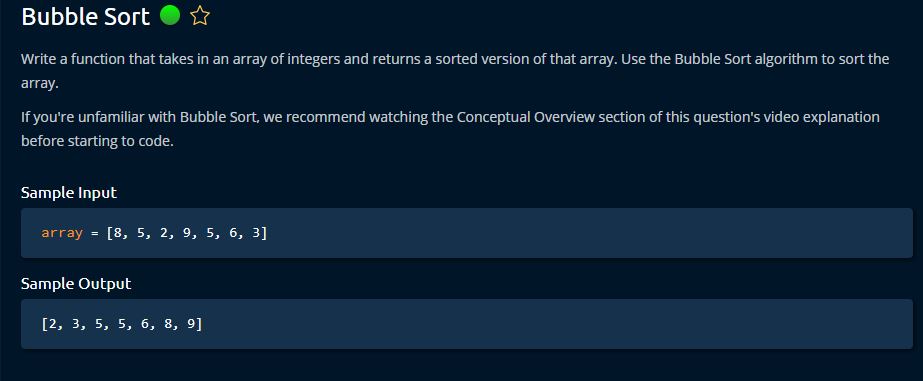 Bubble Sort
Write a function that takes in an array of integers and returns a sorted version of that array. Use the Bubble Sort algorithm to sort the
array.
If you're unfamiliar with Bubble Sort, we recommend watching the Conceptual Overview section of this question's video explanation
before starting to code.
Sample Input
array = [8, 5, 2, 9, 5, 6, 3]
Sample Output
[2, 3, 5, 5, 6, 8, 9]